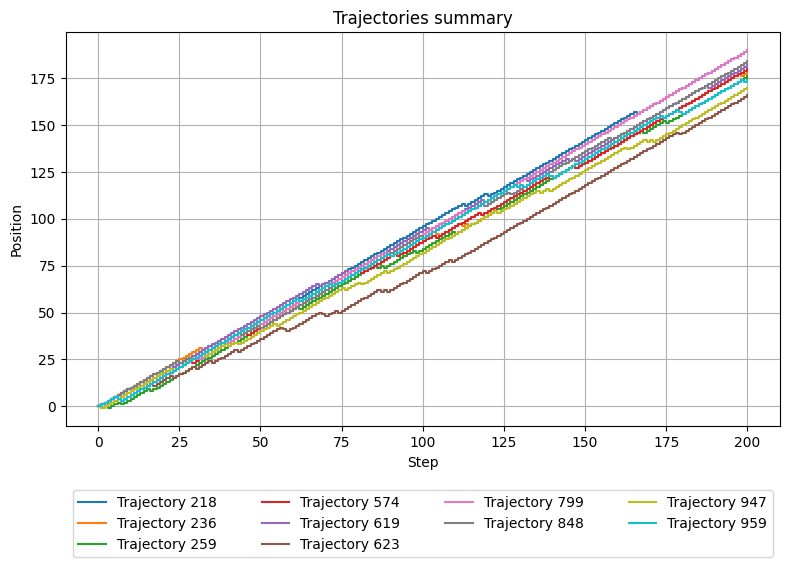 Trajectories summary
Position
175
150
125
100
75
50
25
0
0 25 50 75 100 125 150 175 200
Step
Trajectory 218 Trajectory 574 Trajectory 799 Trajectory 947
Trajectory 236 Trajectory 619 Trajectory 848 Trajectory 959
Trajectory 259 Trajectory 623